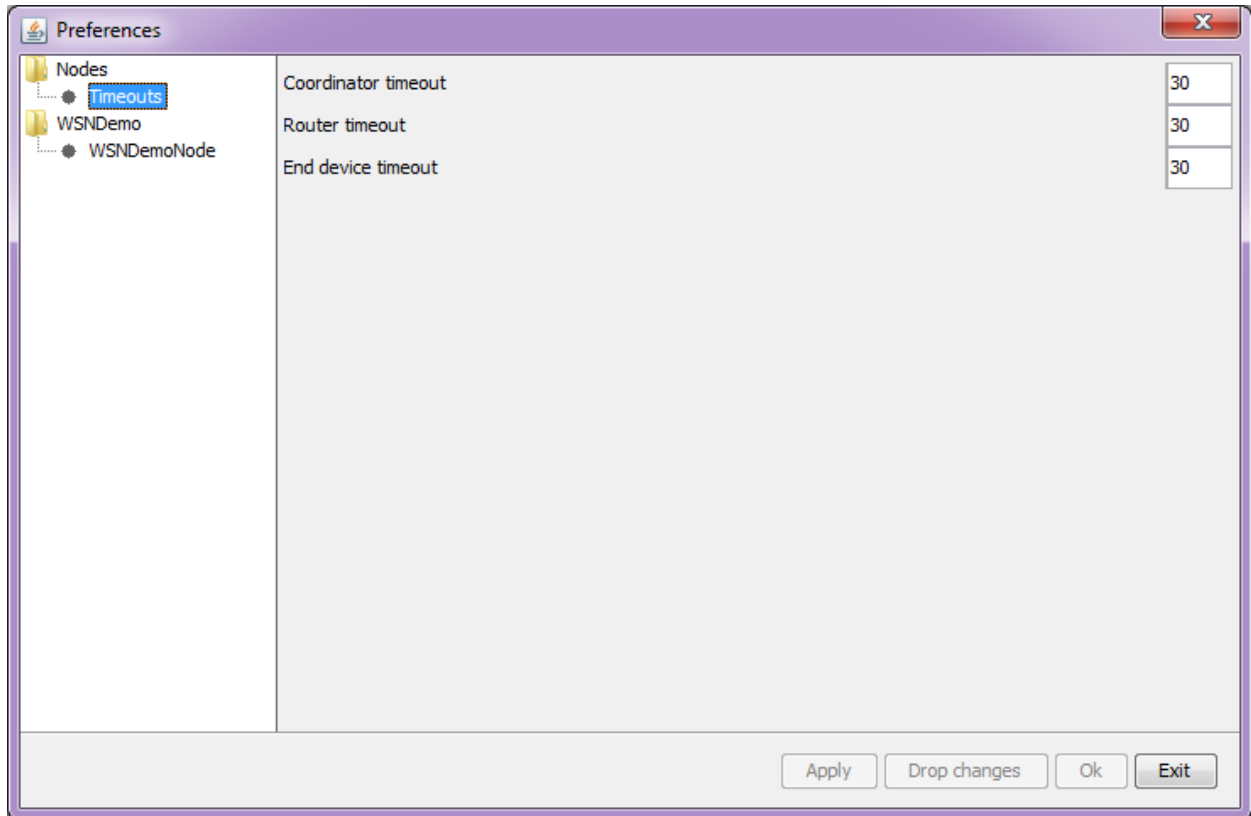 Preferences
Nodes
Timeouts
WSNDemo
WSNDemoNode
Coordinator timeout 30
Router timeout 30
End device timeout 30
Apply Drop changes Ok Exit